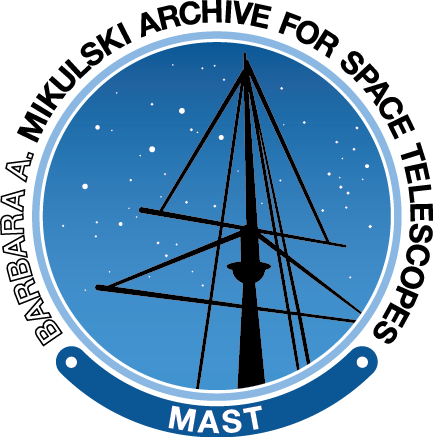 BARBARA A. MIKULSKI ARCHIVE FOR SPACE TELESCOPES
MAST